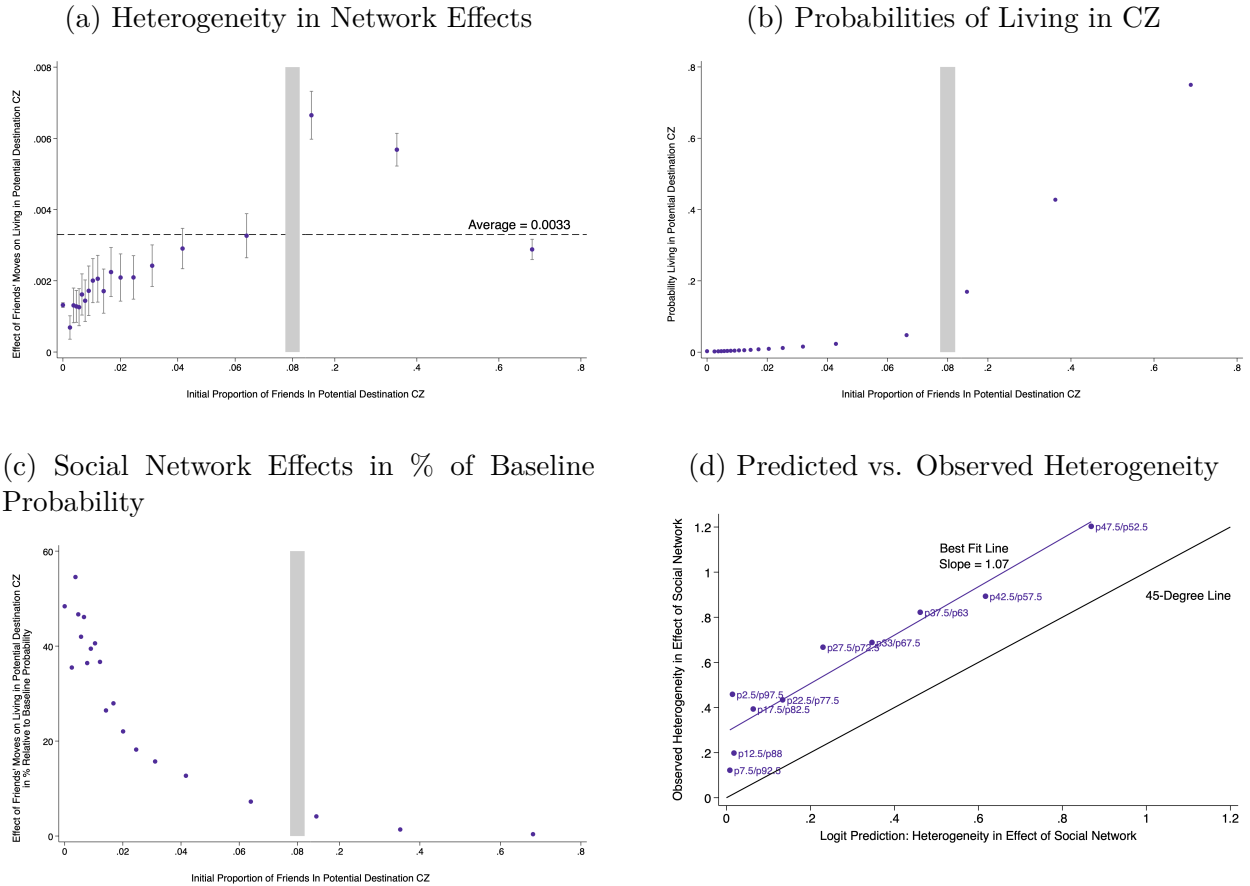 (a) Heterogeneity in Network Effects
.008
.006
.004
.002
0
Effect of Friends' Moves on Living in Potential Destination CZ
Average = 0.0033
0 .02 .04 .06 .08 .2 .4 .6 .8
Initial Proportion of Friends In Potential Destination CZ
(b) Probabilities of Living in CZ
.8
.6
.4
.2
0
Probability Living in Potential Destination CZ
0 .02 .04 .06 .08 .2 .4 .6 .8
Initial Proportion of Friends In Potential Destination CZ
(c) Social Network Effects in % of Baseline
Probability
60
40
20
0
Effect of Friends' Moves on Living in Potential Destination CZ
in % Relative to Baseline Probability
0 .02 .04 .06 .08 .2 .4 .6 .8
Initial Proportion of Friends In Potential Destination CZ
(d) Predicted vs. Observed Heterogeneity
1.2
1
.8
.6
.4
.2
0
Observed Heterogeneity in Effect of Social Network
p47.5/p52.5
Best Fit Line
Slope = 1.07
p42.5/p57.5
45-Degree Line
p37.5/p63
p33/p67.5
p27.5/p72.5
p2.5/p97.5
p22.5/p77.5
p17.5/p82.5
p12.5/p88
p7.5/p92.5
0 .2 .4 .6 .8 1 1.2
Logit Prediction: Heterogeneity in Effect of Social Network